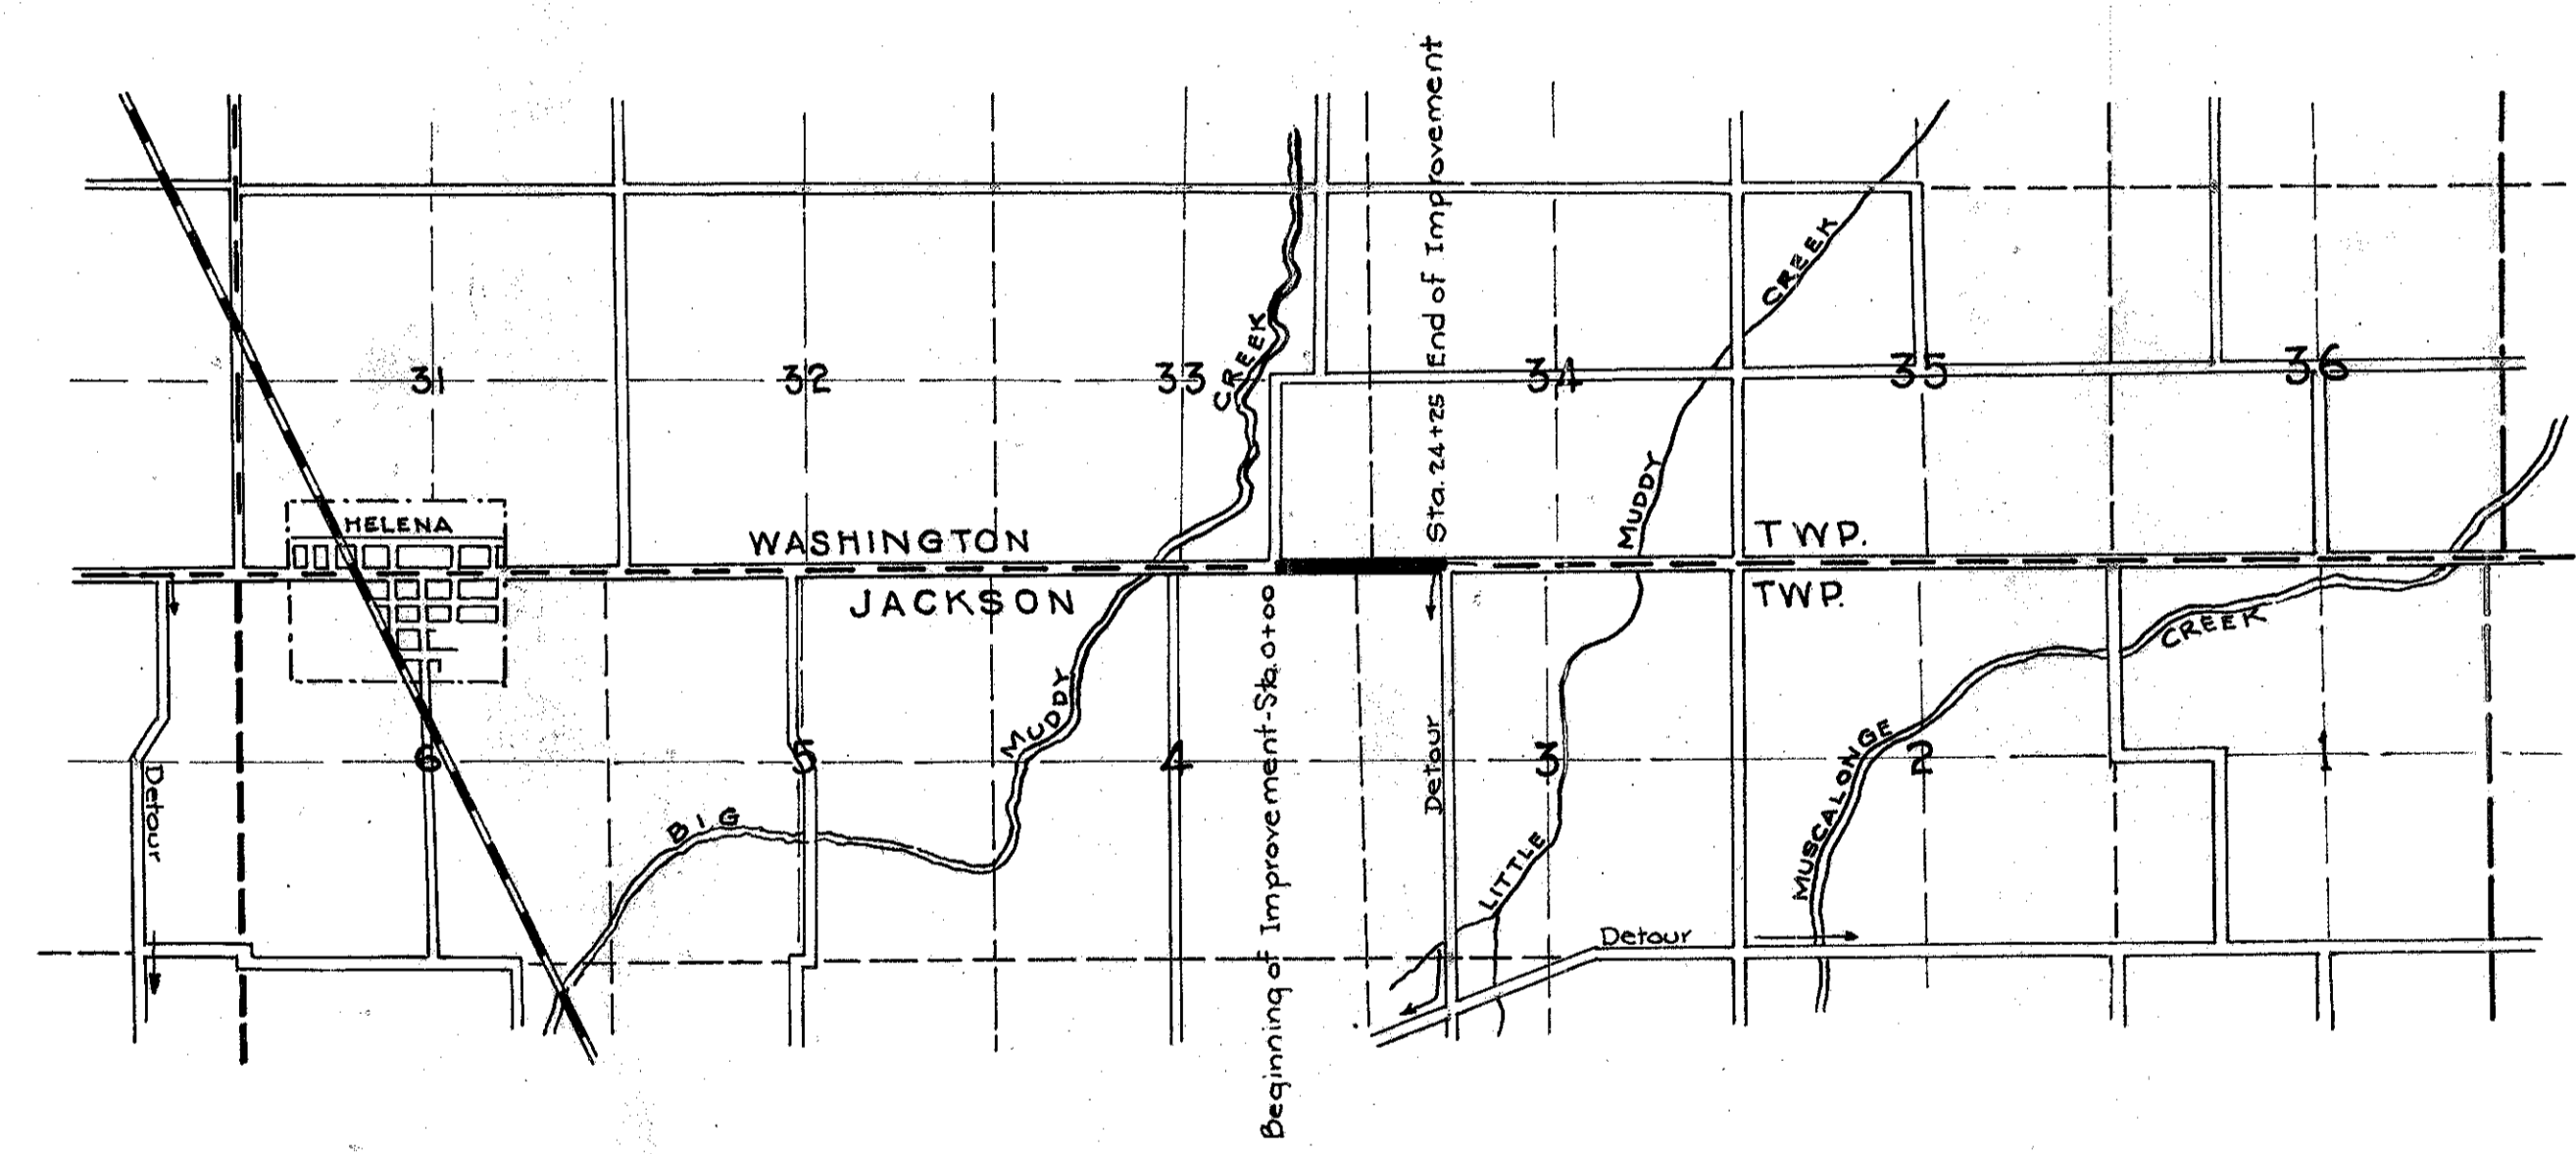 Sta. 24+25 End of Improvement
CREEK
CREEK
31
32
33
34
35
36
MUDDY
HELENA
WASHINGTON
TWP.
JACKSON
TWP.
Beginning of Improvement-Sta. 0+00
CREEK
MUDDY
Detour
6
5
4
3
2
1
Detour
MUSCALONGE
BIG
LITTLE
Detour